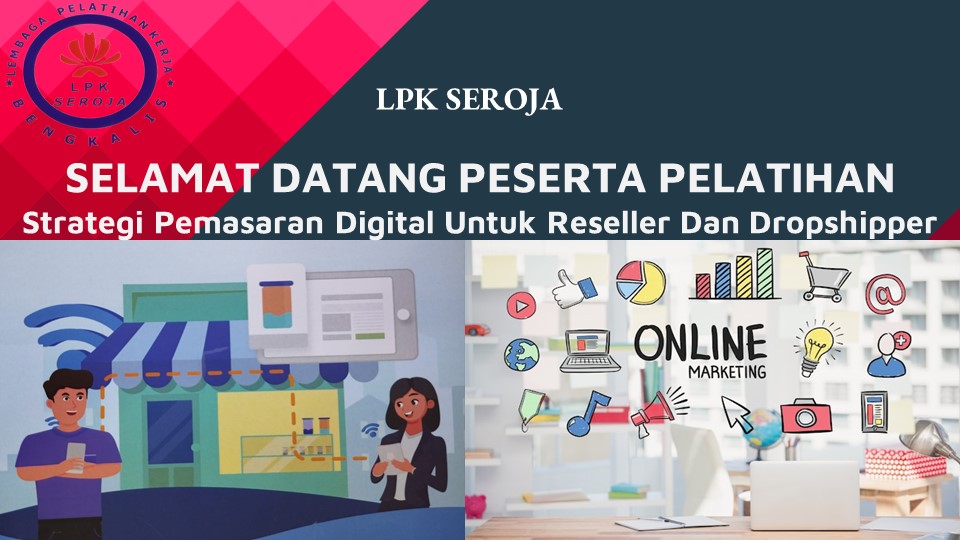 LEMBAGA PELATIHAN KERJA
LPK
SEROJA
BENGKALIS
LPK SEROJA
SELAMAT DATANG PESERTA PELATIHAN
Strategi Pemasaran Digital Untuk Reseller Dan Dropshipper
@
ONLINE
MARKETING